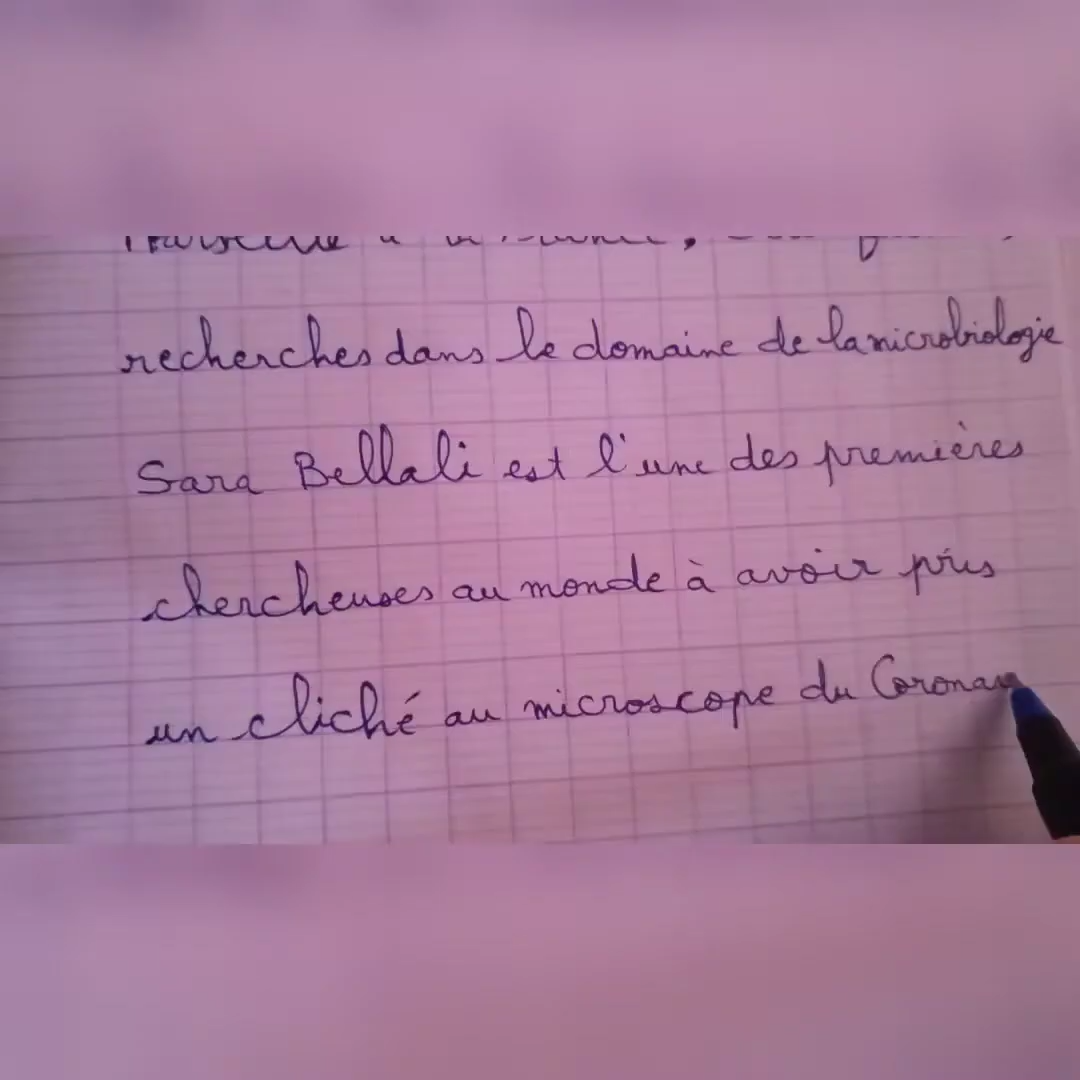 recherches dans le domaine de la microbiologie
Sara Bellali est l'une des premières
chercheuses au monde à avoir pris
un cliché au microscope du